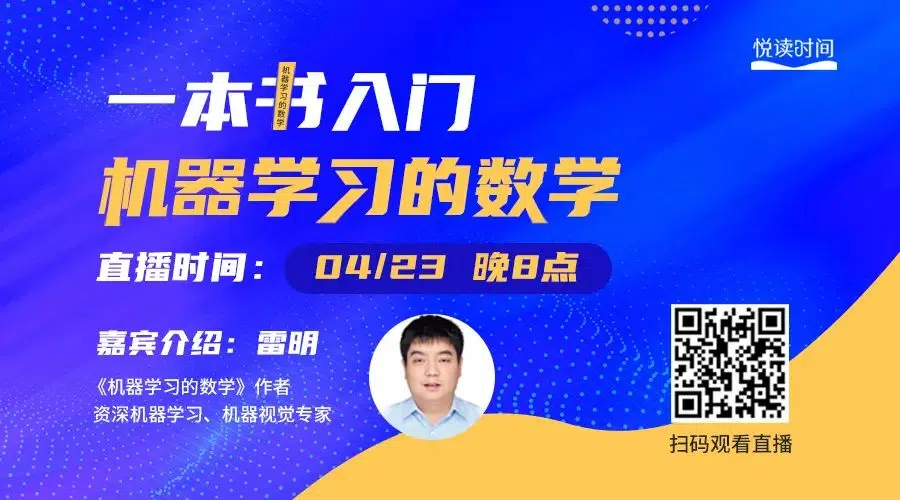 悦读时间
一本书入门
机器学习的数学
机器学习的数学
直播时间：04/23 晚8点
嘉宾介绍：雷明
《机器学习的数学》作者
资深机器学习、机器视觉专家
扫码观看直播